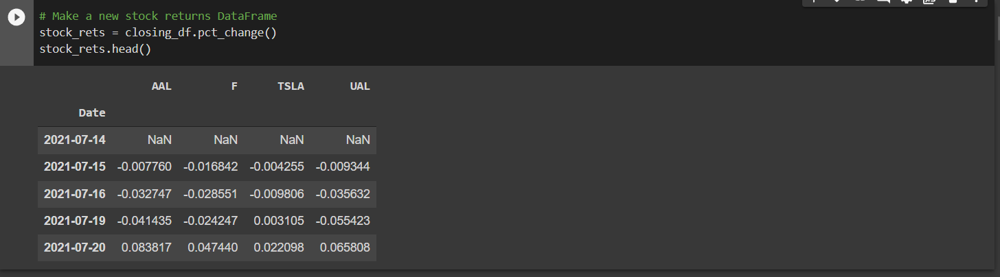 # Make a new stock returns DataFrame
stock_rets = closing_df.pct_change()
stock_rets.head()
AAL F TSLA UAL
Date
2021-07-14 NaN NaN NaN NaN
2021-07-15 -0.007760 -0.016842 -0.004255 -0.009344
2021-07-16 -0.032747 -0.028551 -0.009806 -0.035632
2021-07-19 -0.041435 -0.024247 0.003105 -0.055423
2021-07-20 0.083817 0.047440 0.022098 0.065808